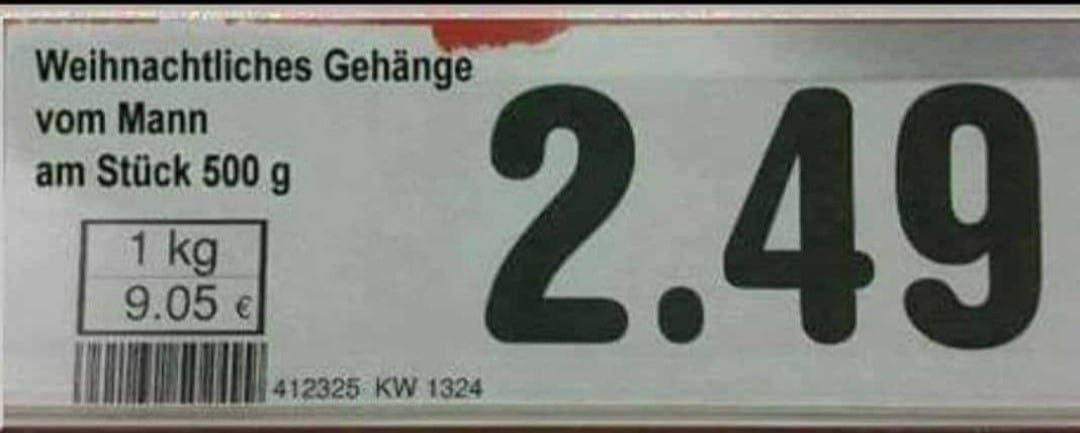 Weihnachtliches Gehänge
vom Mann
am Stück 500 g
2.49
1 kg
9.05 €
412325 KW 1324